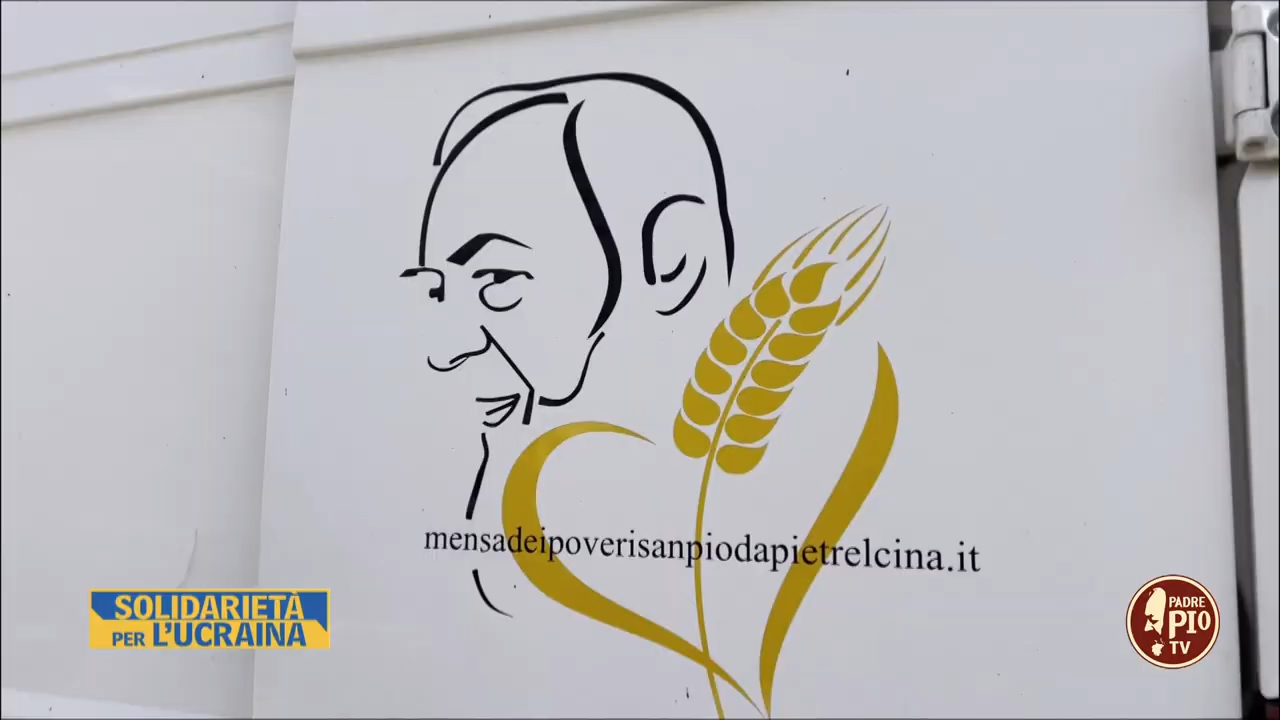 mensadeipoverisanpiodapietrelcina.it
SOLIDARIETÀ
PER L'UCRAINA
PADRE
PIO
TV